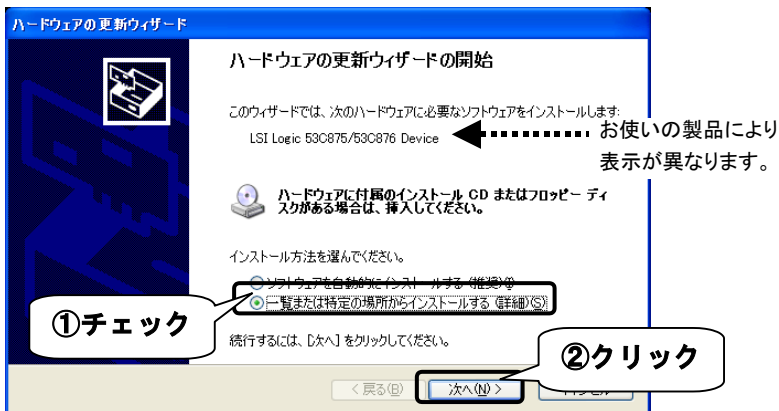 ハードウェアの更新ウィザード
ハードウェアの更新ウィザードの開始
このウィザードでは、次のハードウェアに必要なソフトウェアをインストールします:
LSI Logic 53C875/53C876 Device
お使いの製品により
表示が異なります。
ハードウェアに付属のインストール CD またはフロッピー ディ
スクがある場合は、挿入してください。
インストール方法を選んでください。
ソフトウェアを自動的にインストールする (推奨)(I)
一覧または特定の場所からインストールする (詳細)(S)
①チェック
続行するには、[次へ] をクリックしてください。
②クリック
< 戻る(B)
次へ(N) >
キャンセル